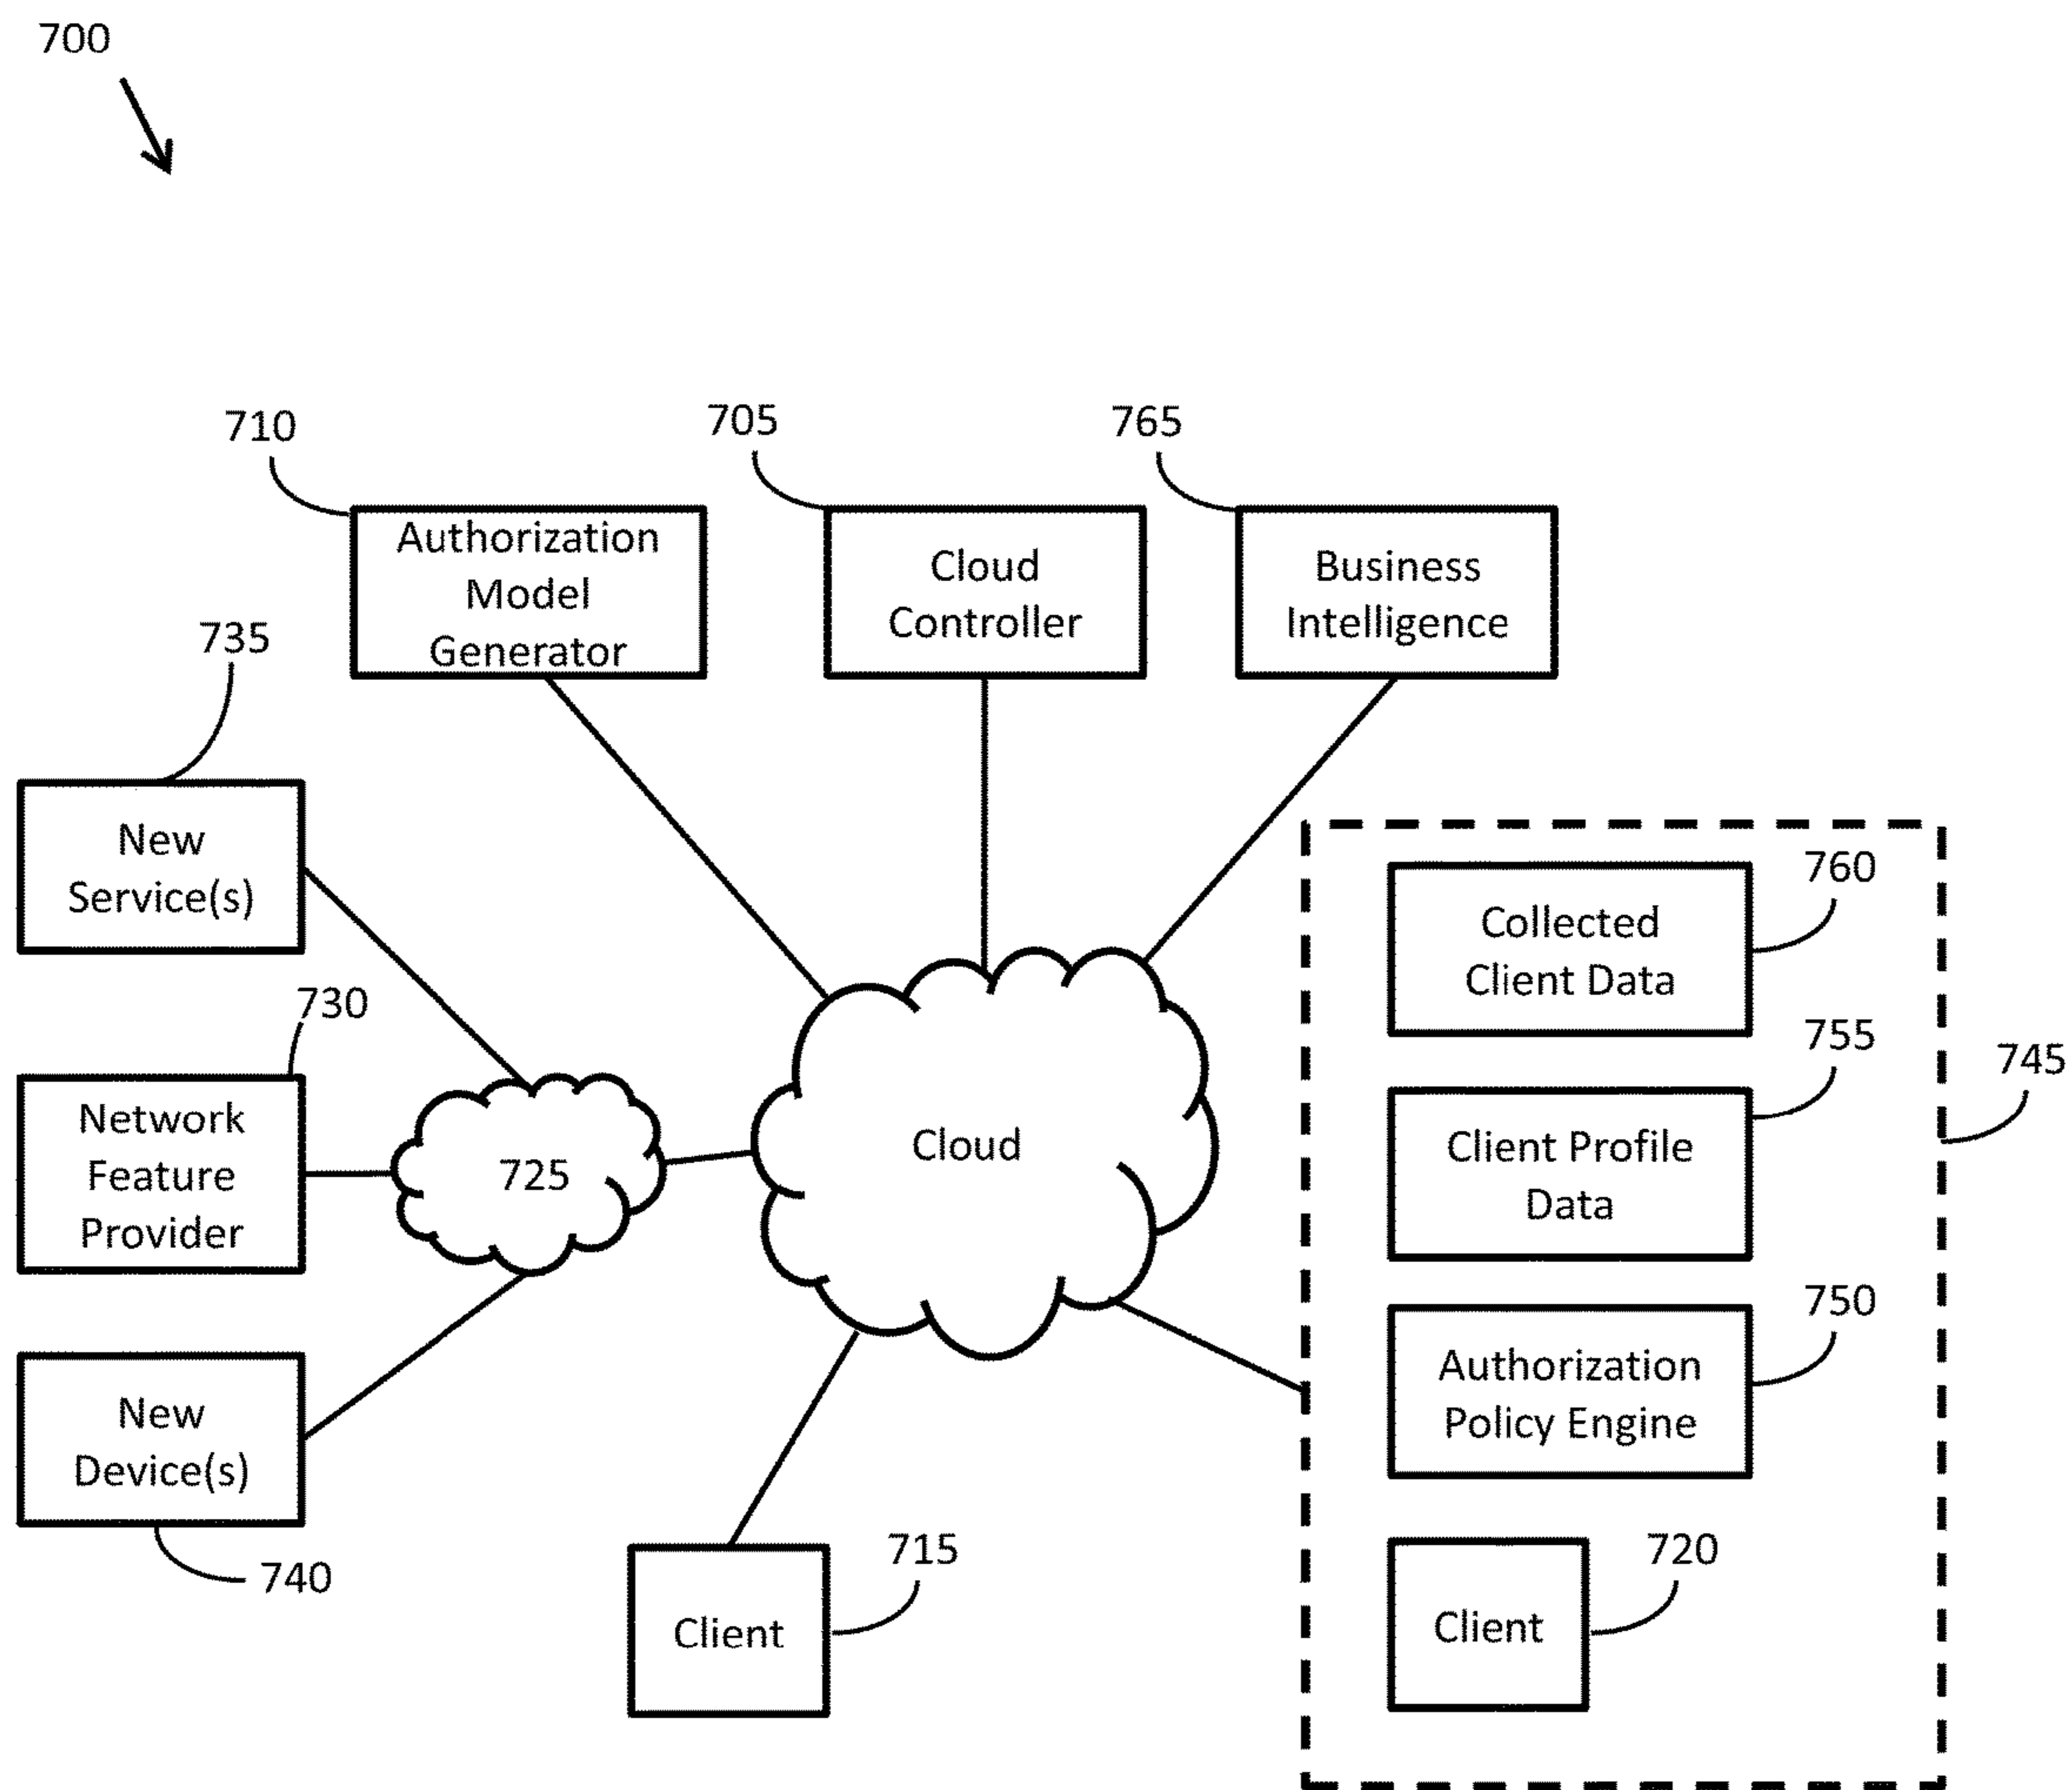 700
710
705
765
Authorization
Model
Generator
Cloud
Controller
Business
Intelligence
735
New
Service(s)
730
Network
Feature
Provider
725
Cloud
New
Device(s)
740
Client
715
760
Collected
Client Data
755
Client Profile
Data
745
750
Authorization
Policy Engine
720
Client